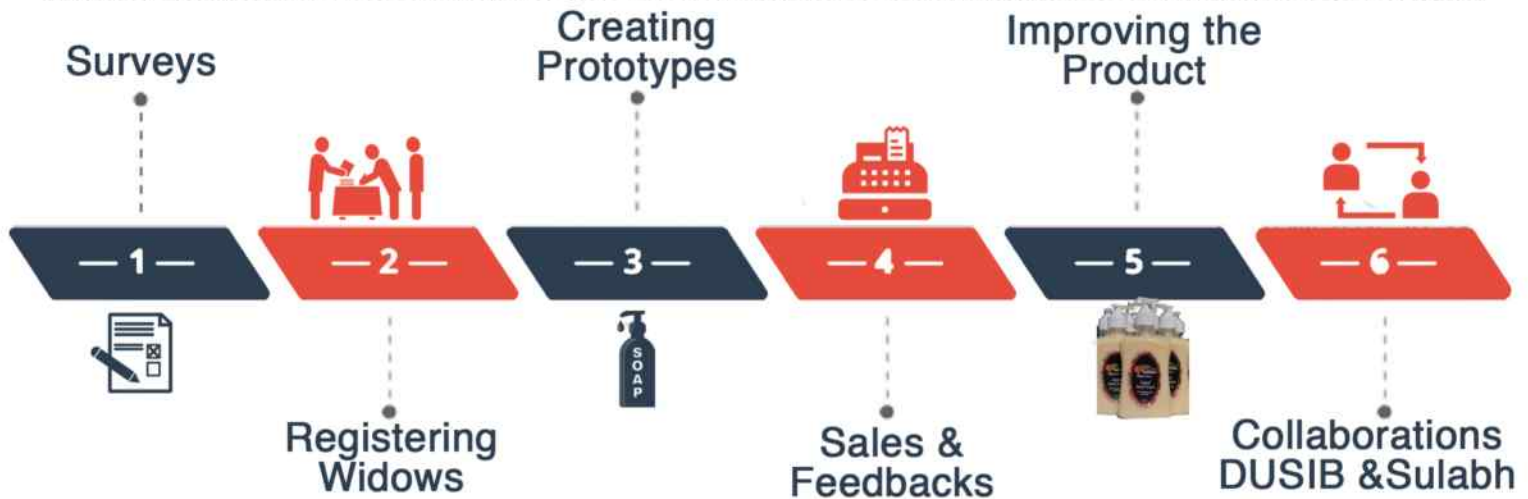 Surveys
Creating
Prototypes
Improving the
Product
— 1 —
— 2 —
— 3 —
— 4 —
— 5 —
— 6 —
SOAP
Registering
Widows
Sales &
Feedbacks
Collaborations
DUSIB &Sulabh